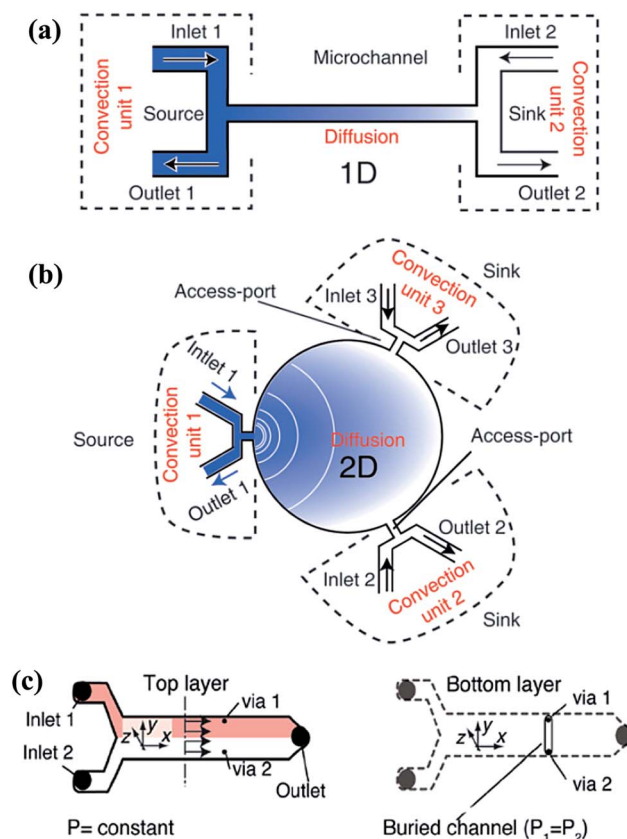 (a)
Inlet 1
Inlet 2
Microchannel
Convection
unit 1
Source
Diffusion
1D
Sink
Convection
unit 2
Outlet 1
Outlet 2
(b)
Access-port
Inlet 3
Convection
unit 3
Sink
Outlet 3
Intlet 1
Source
Convection
unit 1
Outlet 1
Diffusion
2D
Access-port
Outlet 2
Inlet 2
Convection
unit 2
Sink
(c)
Top layer
Inlet 1
via 1
y
z
x
Inlet 2
via 2
Outlet
P= constant
Bottom layer
via 1
y
z
x
via 2
Buried channel (P₁=P₂)